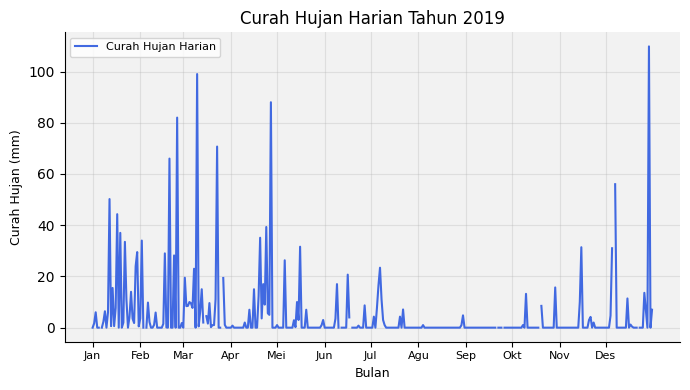 Curah Hujan Harian Tahun 2019
Curah Hujan Harian
Curah Hujan (mm)
100
80
60
40
20
0
Jan Feb Mar Apr Mei Jun Jul Agu Sep Okt Nov Des
Bulan